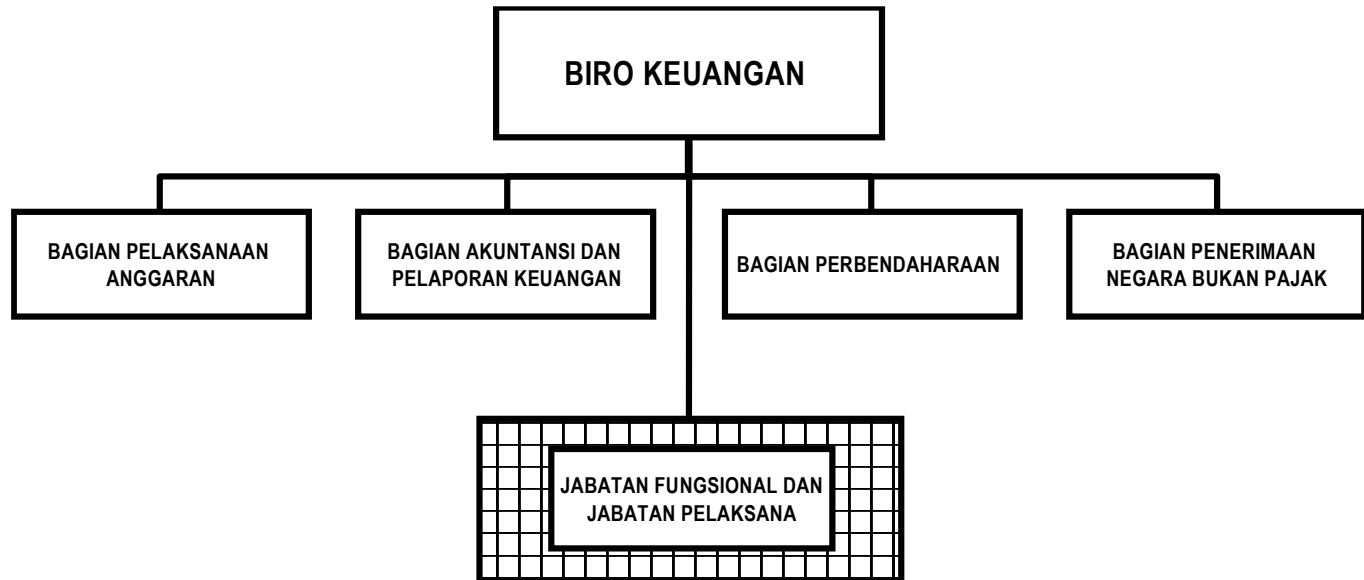 BIRO KEUANGAN
BAGIAN PELAKSANAAN
ANGGARAN
BAGIAN AKUNTANSI DAN
PELAPORAN KEUANGAN
BAGIAN PERBENDAHARAAN
BAGIAN PENERIMAAN
NEGARA BUKAN PAJAK
JABATAN FUNGSIONAL DAN
JABATAN PELAKSANA